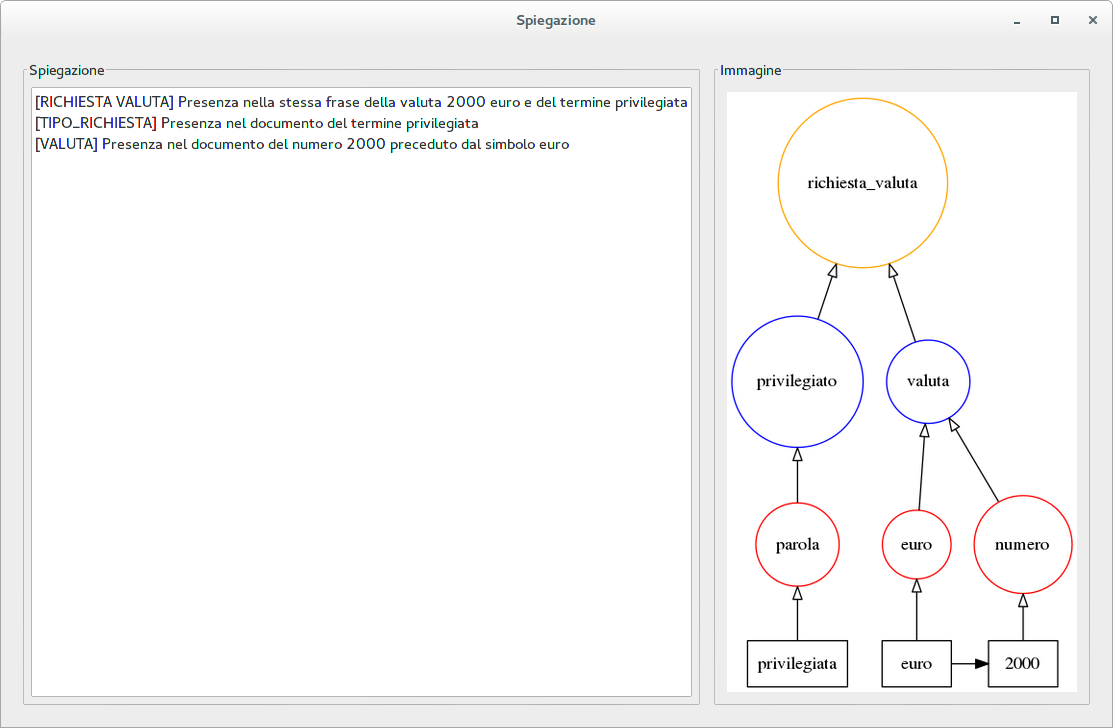 Spiegazione
Spiegazione
[RICHIESTA VALUTA] Presenza nella stessa frase della valuta 2000 euro e del termine privilegiata
[TIPO_RICHIESTA] Presenza nel documento del termine privilegiata
[VALUTA] Presenza nel documento del numero 2000 preceduto dal simbolo euro
Immagine
richiesta_valuta
privilegiato valuta
parola euro numero
privilegiata euro 2000